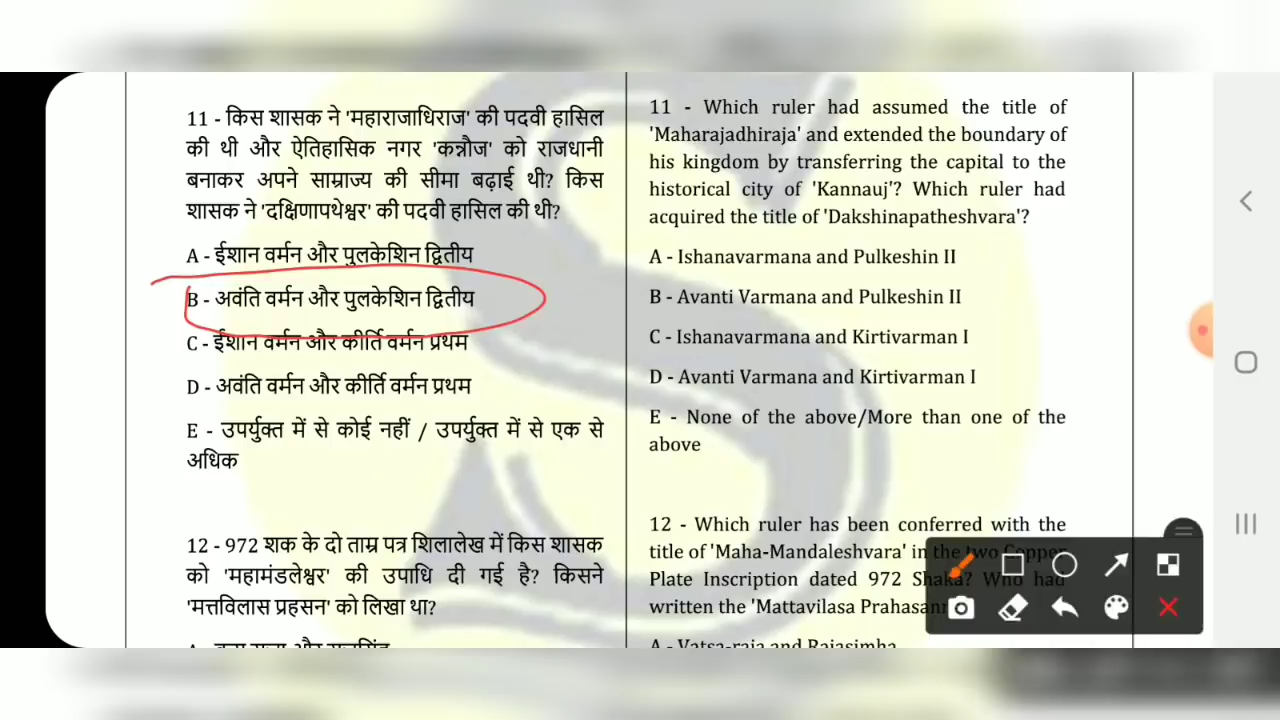 11 - किस शासक ने 'महाराजाधिराज' की पदवी हासिल
की थी और ऐतिहासिक नगर 'कन्नौज' को राजधानी
बनाकर अपने साम्राज्य की सीमा बढ़ाई थी? किस
शासक ने 'दक्षिणापथेश्वर' की पदवी हासिल की थी?
A - ईशान वर्मन और पुलकेशिन द्वितीय
B - अवंति वर्मन और पुलकेशिन द्वितीय
C - ईशान वर्मन और कीर्ति वर्मन प्रथम
D - अवंति वर्मन और कीर्ति वर्मन प्रथम
E - उपर्युक्त में से कोई नहीं / उपर्युक्त में से एक से
अधिक
12 - 972 शक के दो ताम्र पत्र शिलालेख में किस शासक
को 'महामंडलेश्वर' की उपाधि दी गई है? किसने
'मत्तविलास प्रहसन' को लिखा था?
11 - Which ruler had assumed the title of
'Maharajadhiraja' and extended the boundary of
his kingdom by transferring the capital to the
historical city of 'Kannauj'? Which ruler had
acquired the title of 'Dakshinapatheshvara'?
A - Ishanavarmana and Pulkeshin II
B - Avanti Varmana and Pulkeshin II
C - Ishanavarmana and Kirtivarman I
D - Avanti Varmana and Kirtivarman I
E - None of the above/More than one of the
above
12 - Which ruler has been conferred with the
title of 'Maha-Mandaleshvara' in the two Copper
Plate Inscription dated 972 Shaka? Who had
written the 'Mattavilasa
A - Vatsa-raja and Rajasimha